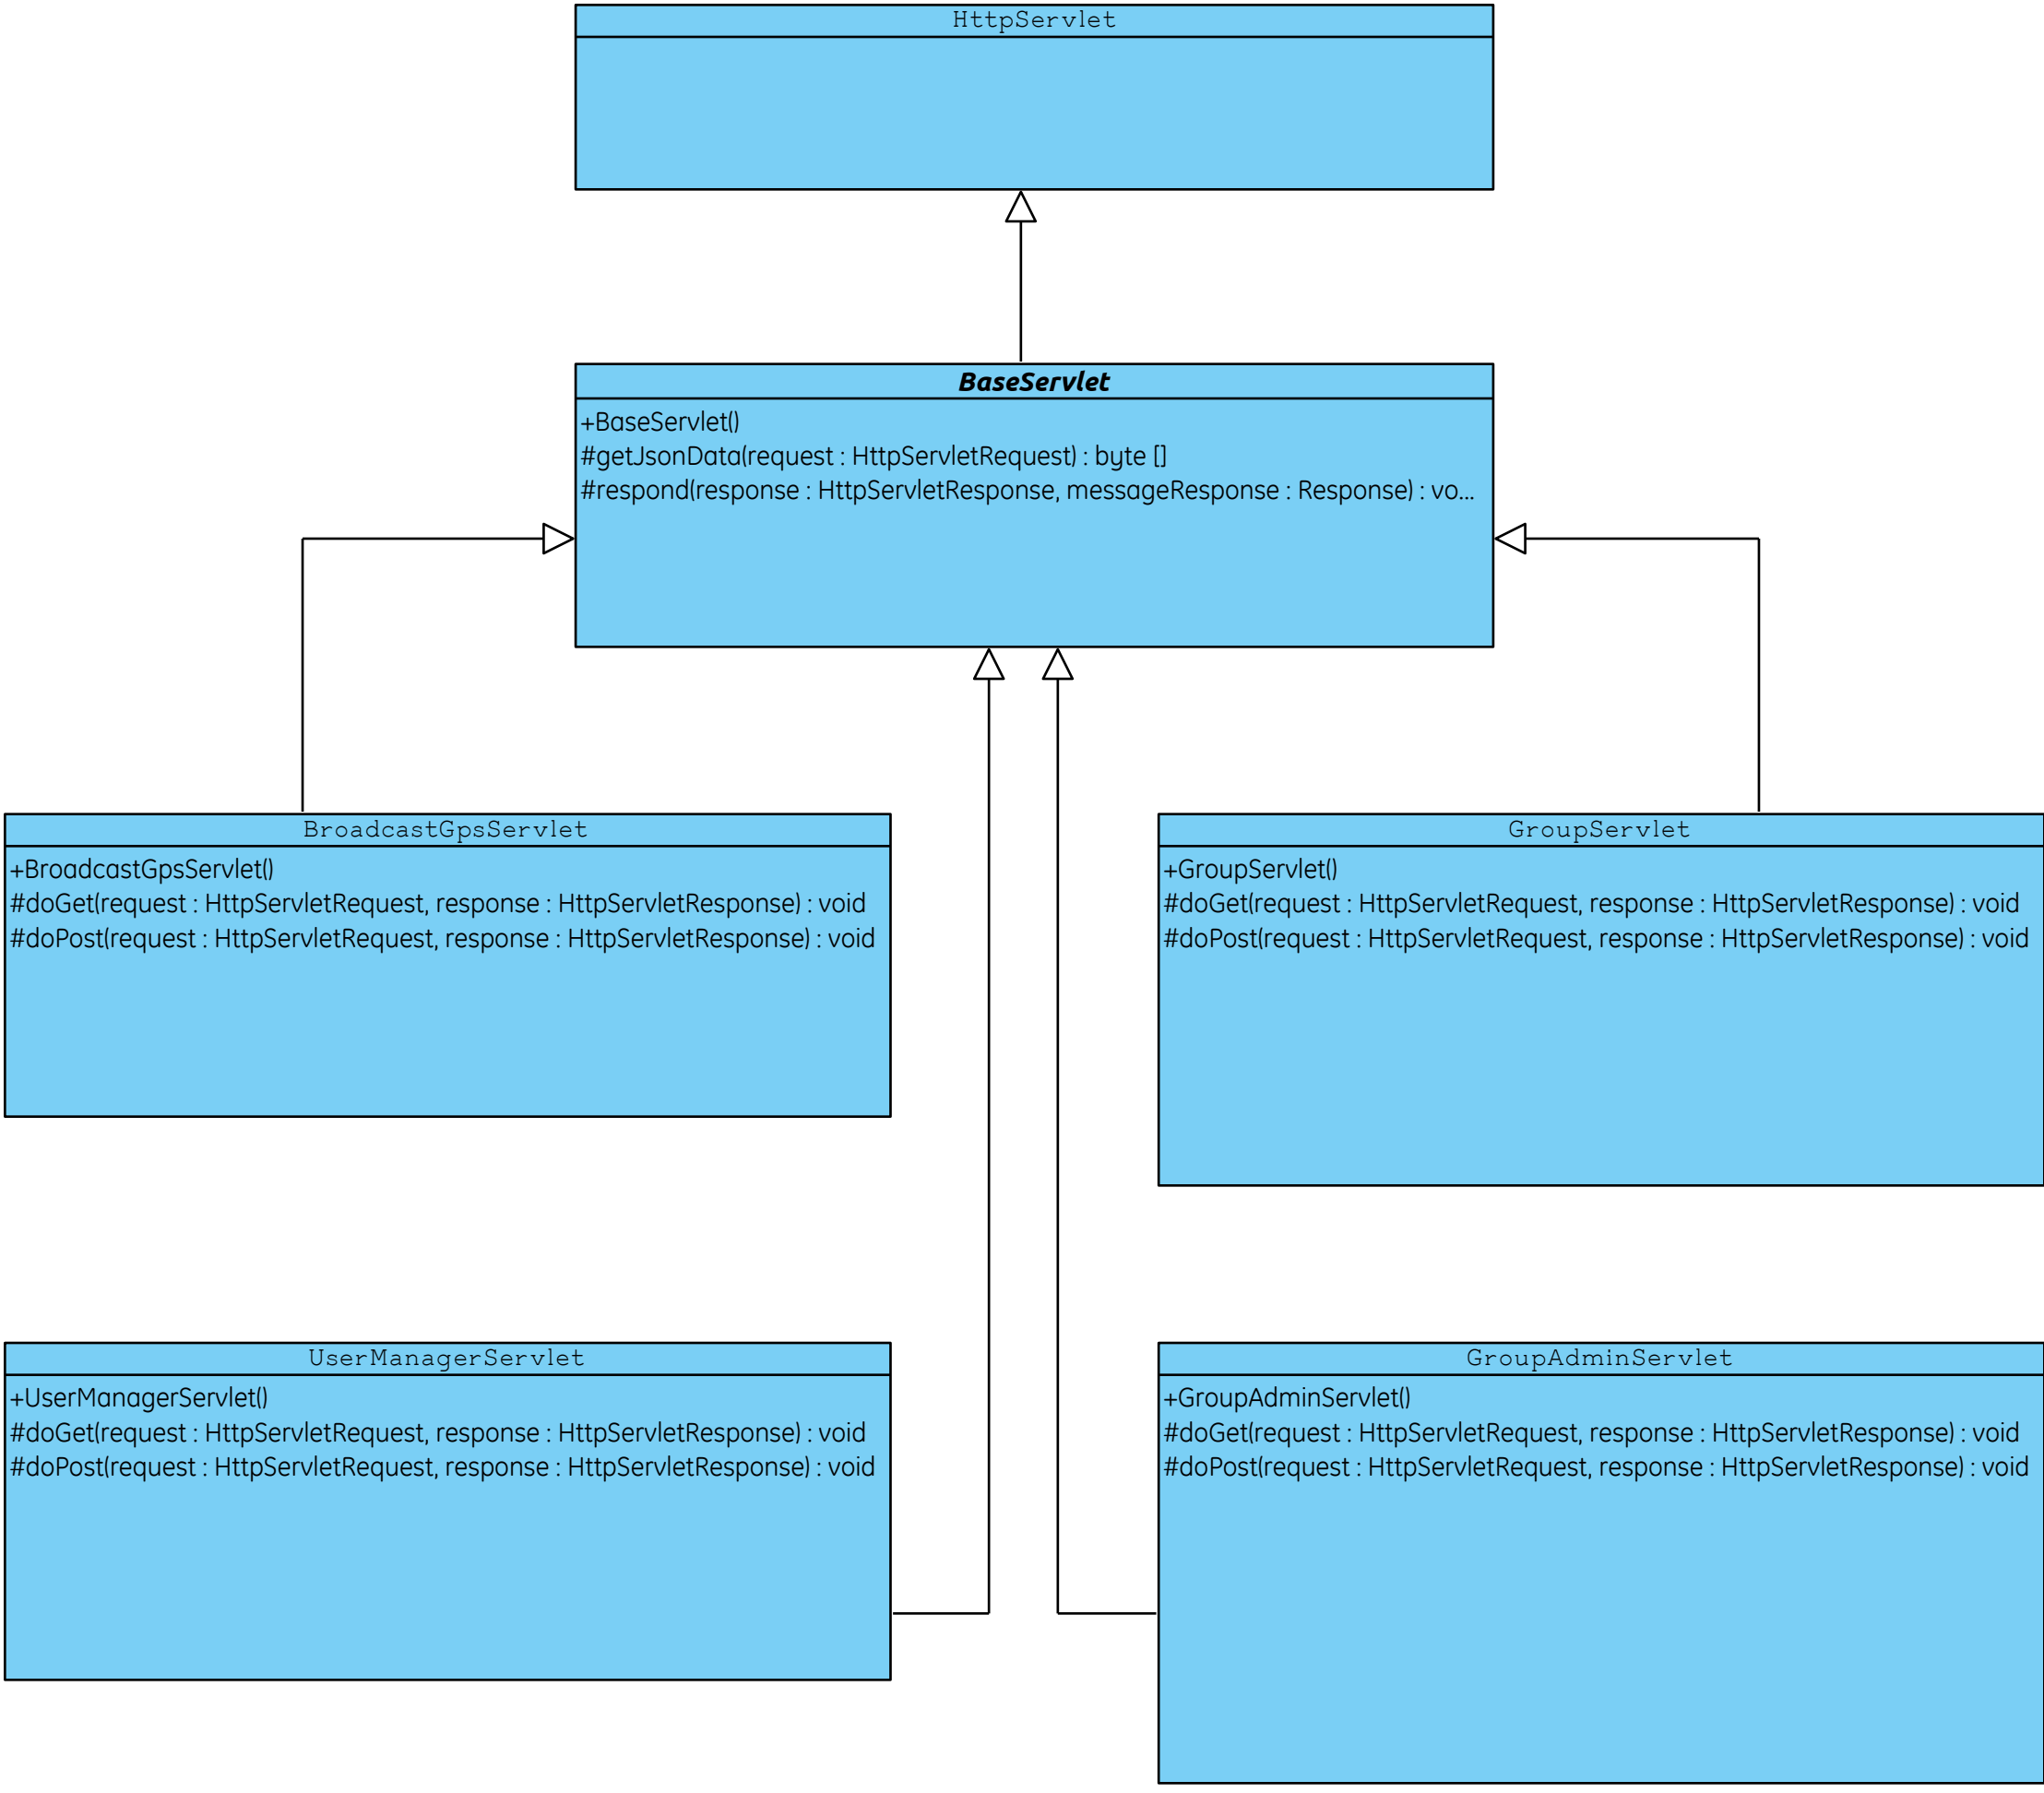 HttpServlet
BaseServlet
+BaseServlet()
#getJsonData(request : HttpServletRequest) : byte []
#respond(response : HttpServletResponse, messageResponse : Response) : vo...
BroadcastGpsServlet
+BroadcastGpsServlet()
#doGet(request : HttpServletRequest, response : HttpServletResponse) : void
#doPost(request : HttpServletRequest, response : HttpServletResponse) : void
GroupServlet
+GroupServlet()
#doGet(request : HttpServletRequest, response : HttpServletResponse) : void
#doPost(request : HttpServletRequest, response : HttpServletResponse) : void
UserManagerServlet
+UserManagerServlet()
#doGet(request : HttpServletRequest, response : HttpServletResponse) : void
#doPost(request : HttpServletRequest, response : HttpServletResponse) : void
GroupAdminServlet
+GroupAdminServlet()
#doGet(request : HttpServletRequest, response : HttpServletResponse) : void
#doPost(request : HttpServletRequest, response : HttpServletResponse) : void